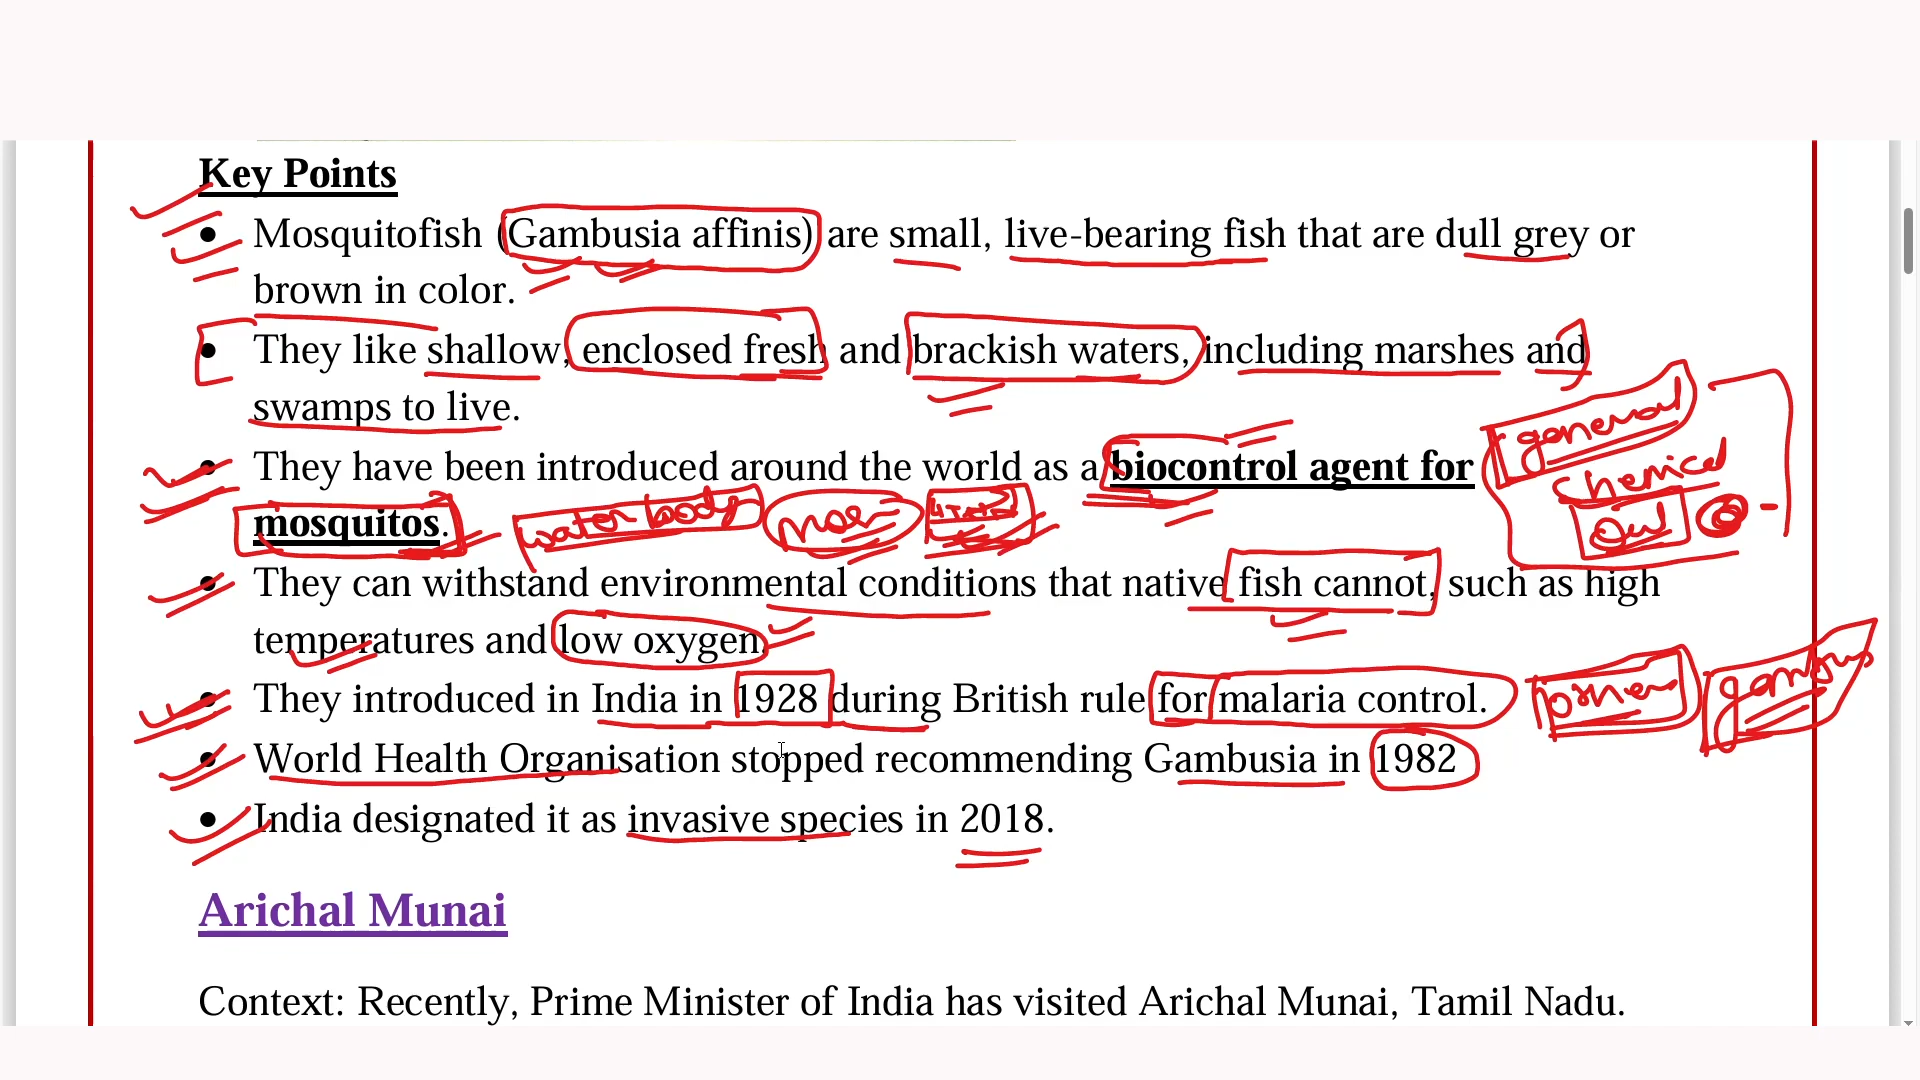 Key Points
• Mosquitofish (Gambusia affinis) are small, live-bearing fish that are dull grey or
brown in color.
• They like shallow, enclosed fresh and brackish waters, including marshes and
swamps to live.
general
• They have been introduced around the world as a biocontrol agent for
chemical
mosquitos.
water body
out
• They can withstand environmental conditions that native fish cannot, such as high
temperatures and low oxygen.
• They introduced in India in 1928 during British rule for malaria control.
• World Health Organisation stopped recommending Gambusia in 1982
• India designated it as invasive species in 2018.
Arichal Munai
Context: Recently, Prime Minister of India has visited Arichal Munai, Tamil Nadu.